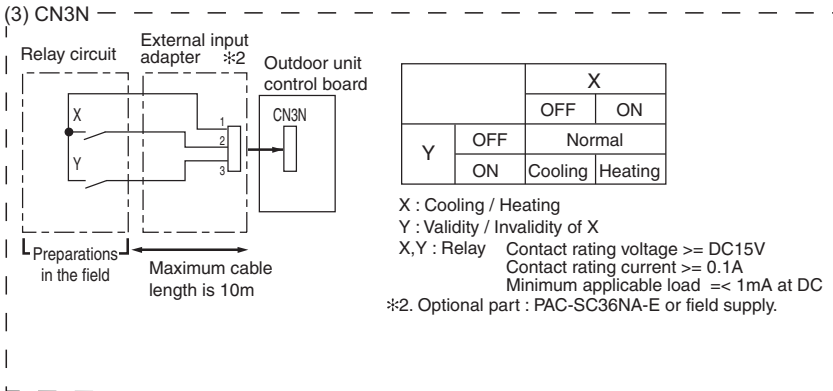 (3) CN3N
Relay circuit
External input
adapter ✻2
Outdoor unit
control board
X
Y
1
2
3
CN3N
Preparations
in the field
Maximum cable
length is 10m
X
OFF ON
Y OFF Normal
ON Cooling Heating
X : Cooling / Heating
Y : Validity / Invalidity of X
X,Y : Relay Contact rating voltage >= DC15V
Contact rating current >= 0.1A
Minimum applicable load =< 1mA at DC
✻2. Optional part : PAC-SC36NA-E or field supply.